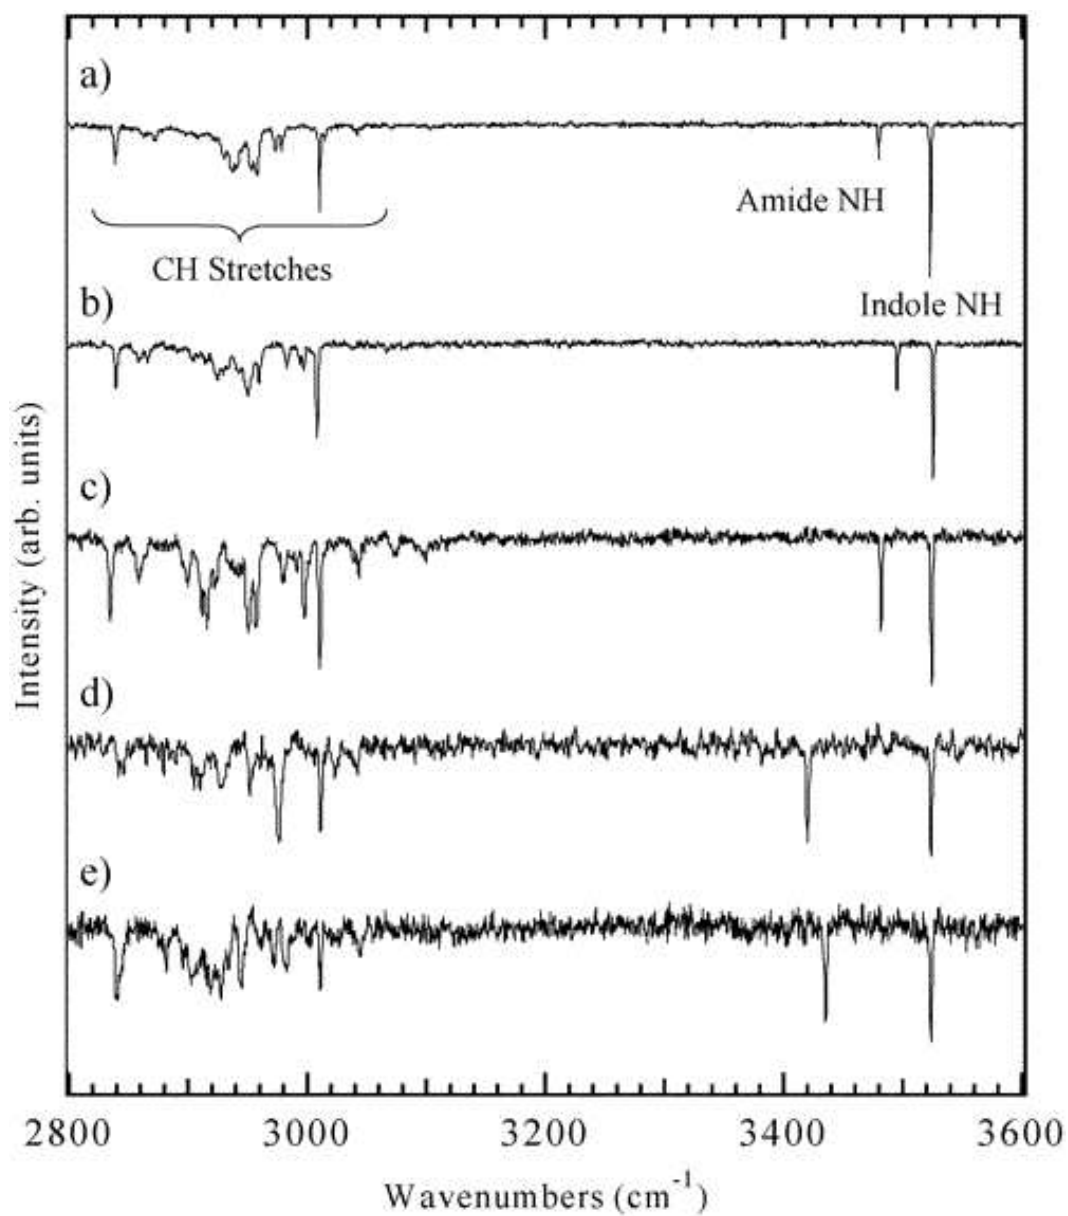 a)
Amide NH
CH Stretches
b)
Indole NH
c)
d)
e)
Intensity (arb. units)
2800 3000 3200 3400 3600
Wavenumbers (cm-1)